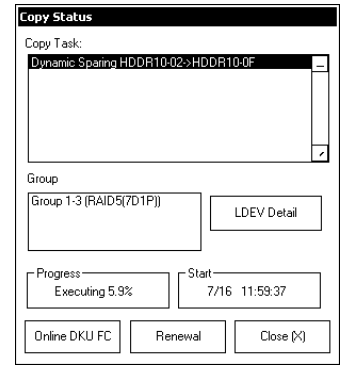 Copy Status
Copy Task:
Dynamic Sparing HDDR10-02->HDDR10-0F
Group
Group 1-3 (RAID5(7D1P))
LDEV Detail
Progress
Executing 5.9%
Start
7/16 11:59:37
Online DKU FC
Renewal
Close (X)